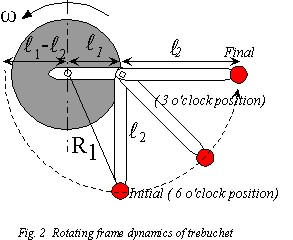 ω
ℓ₁-ℓ₂ ℓ₁ ℓ₂ Final
(3 o'clock position)
R₁ ℓ₂
Initial (6 o'clock position)
Fig. 2 Rotating frame dynamics of trebuchet